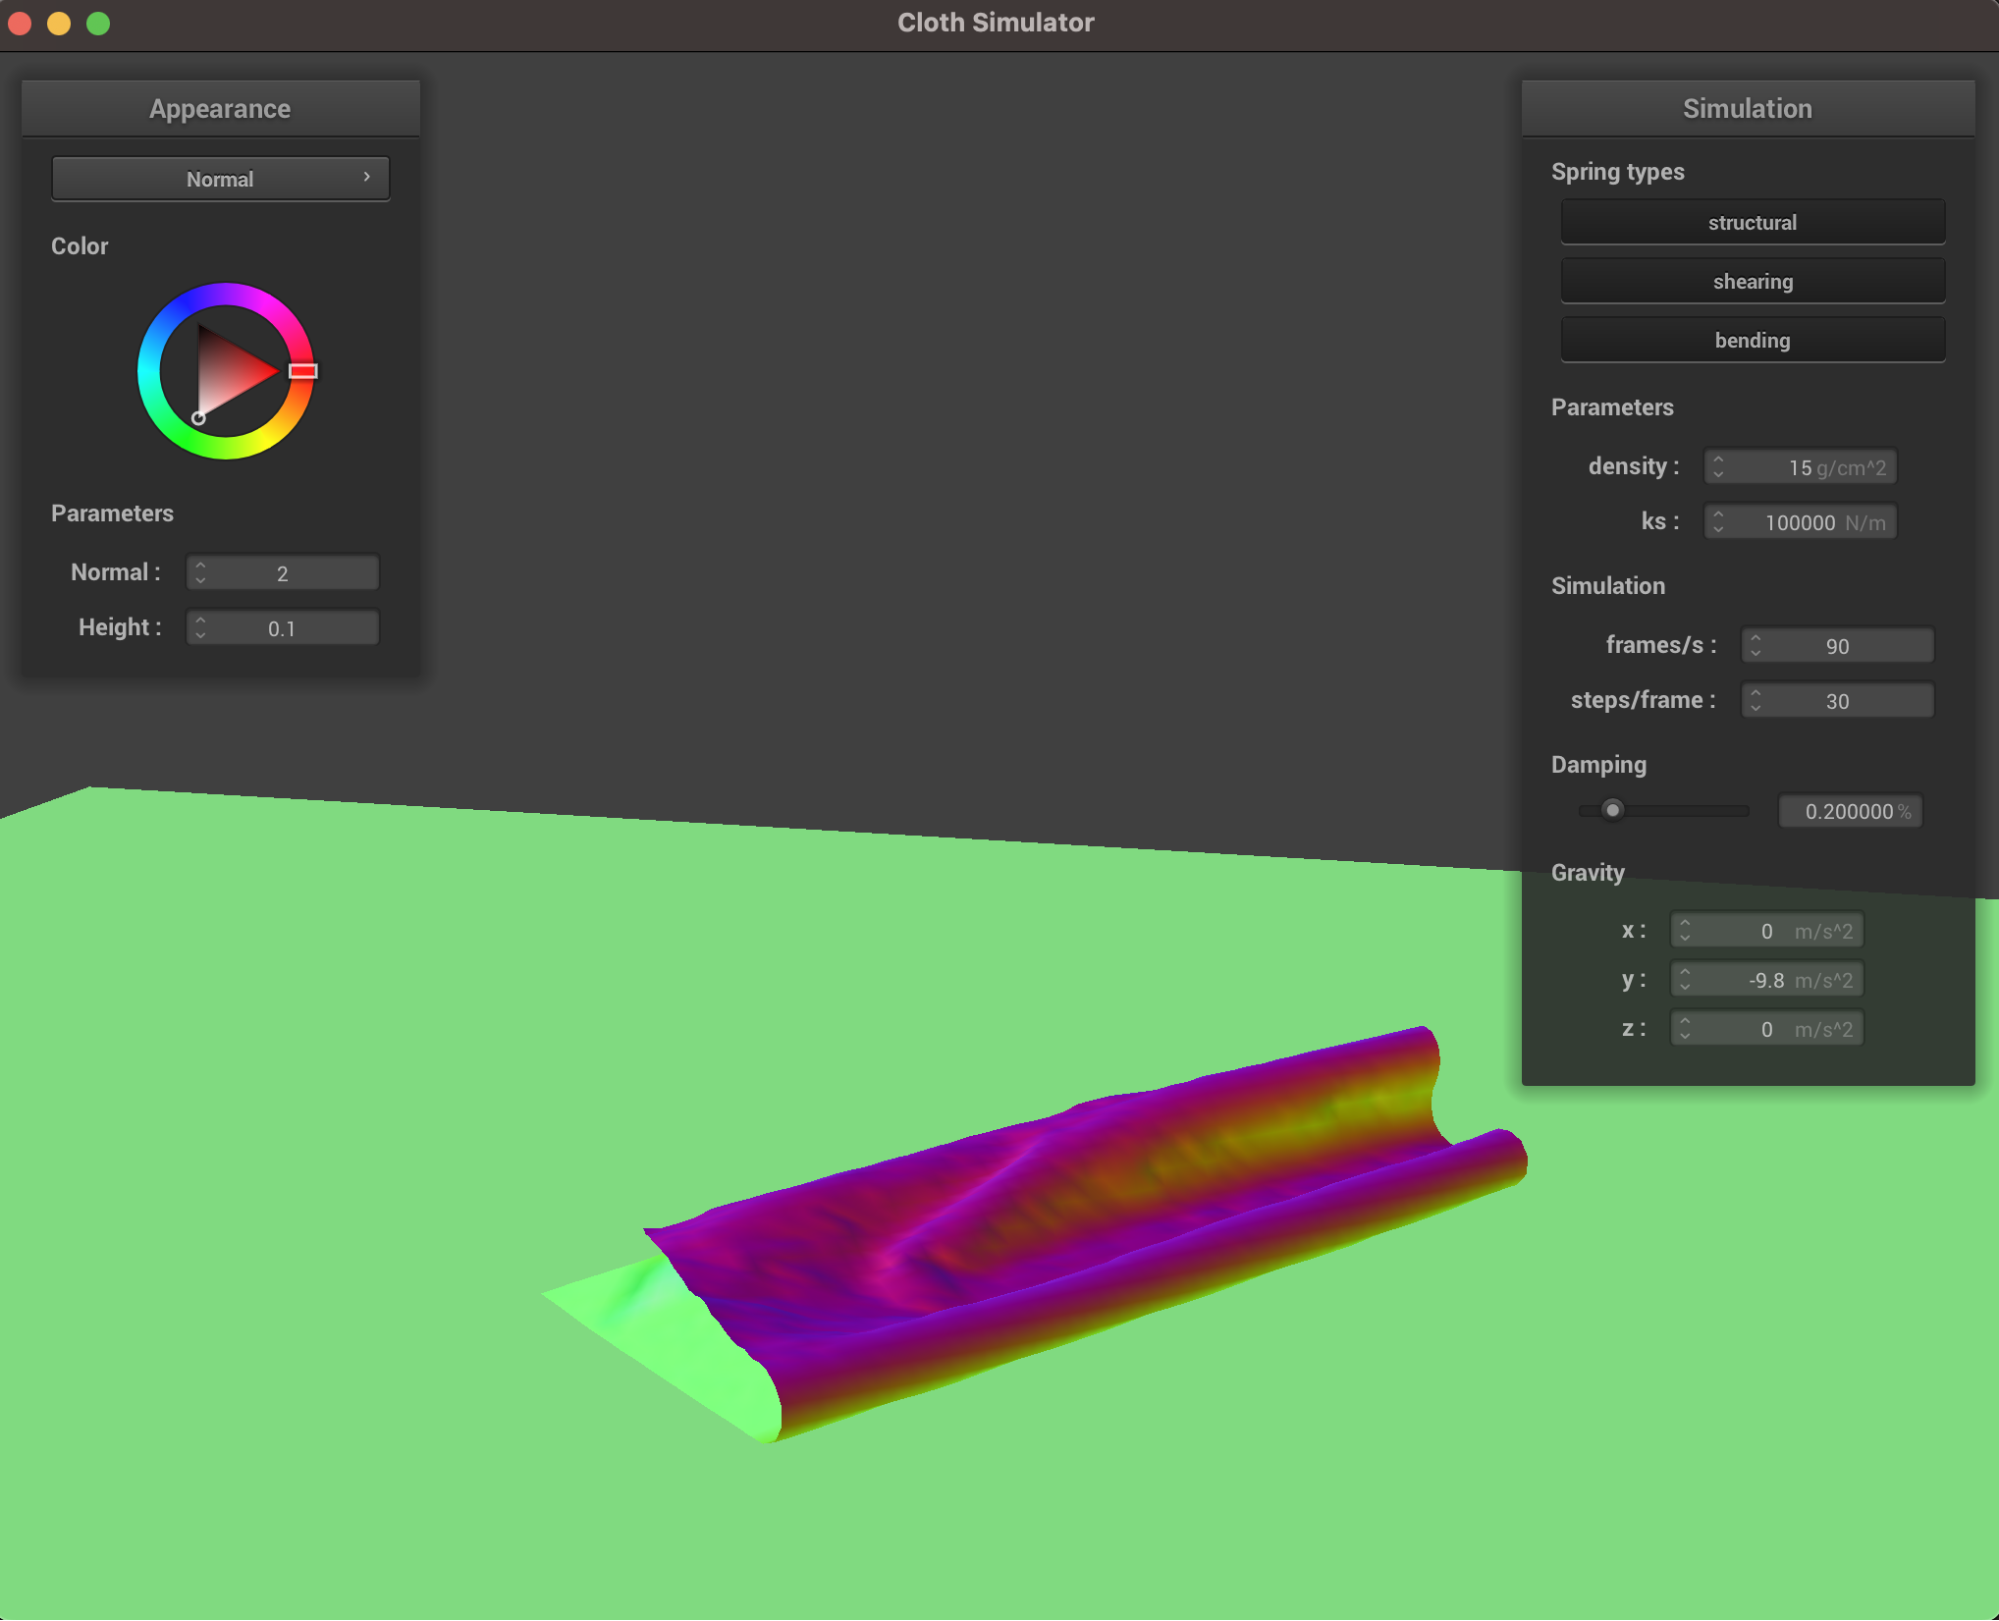 Cloth Simulator
Appearance
Normal
Color
Parameters
Normal : 2
Height : 0.1
Simulation
Spring types
structural
shearing
bending
Parameters
density : 15 g/cm^2
ks : 100000 N/m
Simulation
frames/s : 90
steps/frame : 30
Damping
0.200000 %
Gravity
x : 0 m/s^2
y : -9.8 m/s^2
z : 0 m/s^2